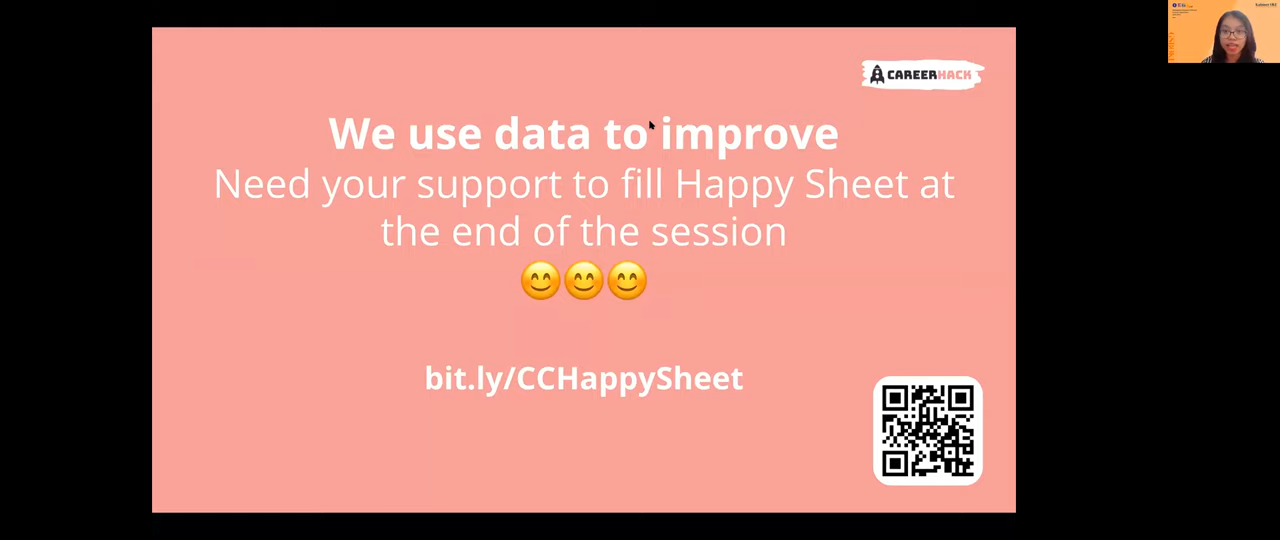 CAREERHACK
We use data to improve
Need your support to fill Happy Sheet at
the end of the session
😊😊😊
bit.ly/CCHappySheet